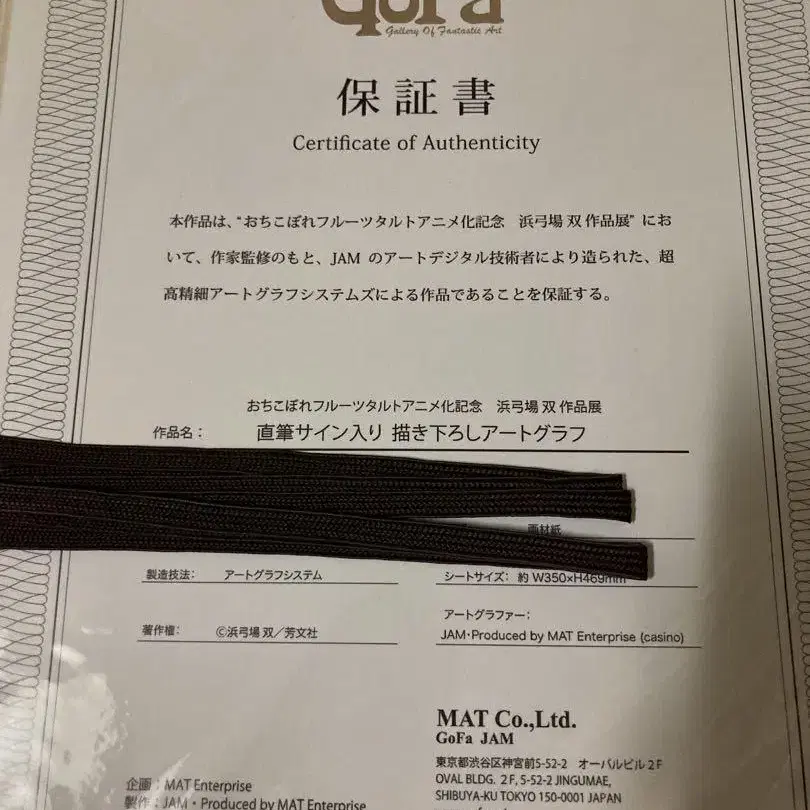 GoFa
Gallery Of Fantastic Art
保証書
Certificate of Authenticity
本作品は、“おちこぼれフルーツタルトアニメ化記念 浜弓場 双 作品展” にお
いて、作家監修のもと、JAM のアートデジタル技術者により造られた、超
高精細アートグラフシステムズによる作品であることを保証する。
おちこぼれフルーツタルトアニメ化記念 浜弓場 双 作品展
作品名： 直筆サイン入り 描き下ろしアートグラフ
画材紙
製造技法： アートグラフシステム
シートサイズ： 約 W350×H469mm
アートグラファー：
著作権： ©浜弓場 双／芳文社
JAM・Produced by MAT Enterprise (casino)
MAT Co.,Ltd.
GoFa JAM
東京都渋谷区神宮前5-52-2 オーバルビル2F
OVAL BLDG. 2F, 5-52-2 JINGUMAE,
SHIBUYA-KU TOKYO 150-0001 JAPAN
企画：MAT Enterprise
製作：JAM・Produced by MAT Enterprise